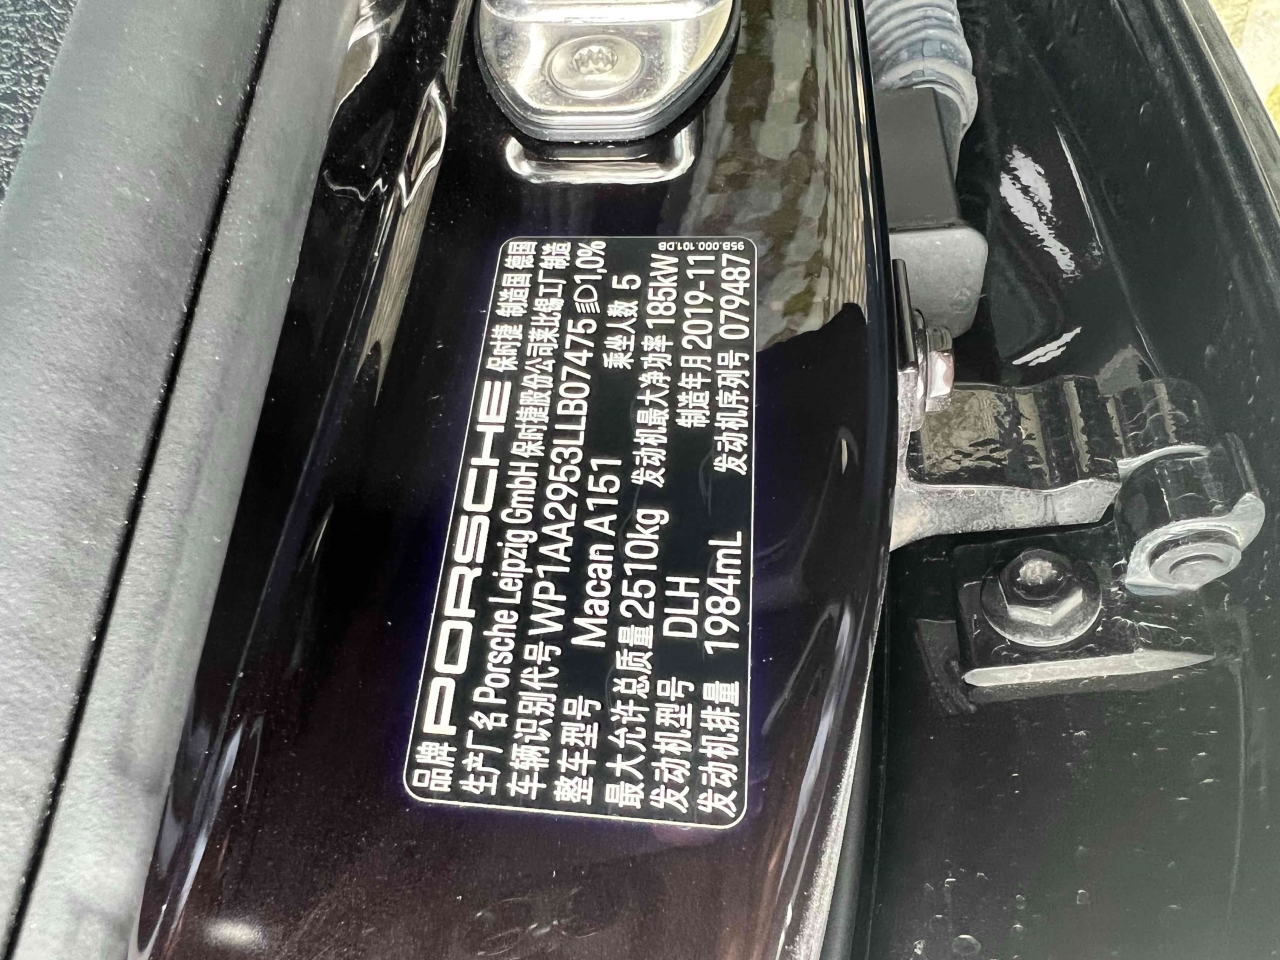 品牌 PORSCHE 保时捷 制造国 德国
生产厂名 Porsche Leipzig GmbH 保时捷股份公司莱比锡工厂制造
车辆识别代号 WP1AA2953LLB07475 1,0%
整车型号 Macan A151 乘坐人数 5
最大允许总质量 2510kg 发动机最大净功率 185kW
发动机型号 DLH 制造年月 2019-11
发动机排量 1984mL 发动机序列号 079487
95B.000.101.DB